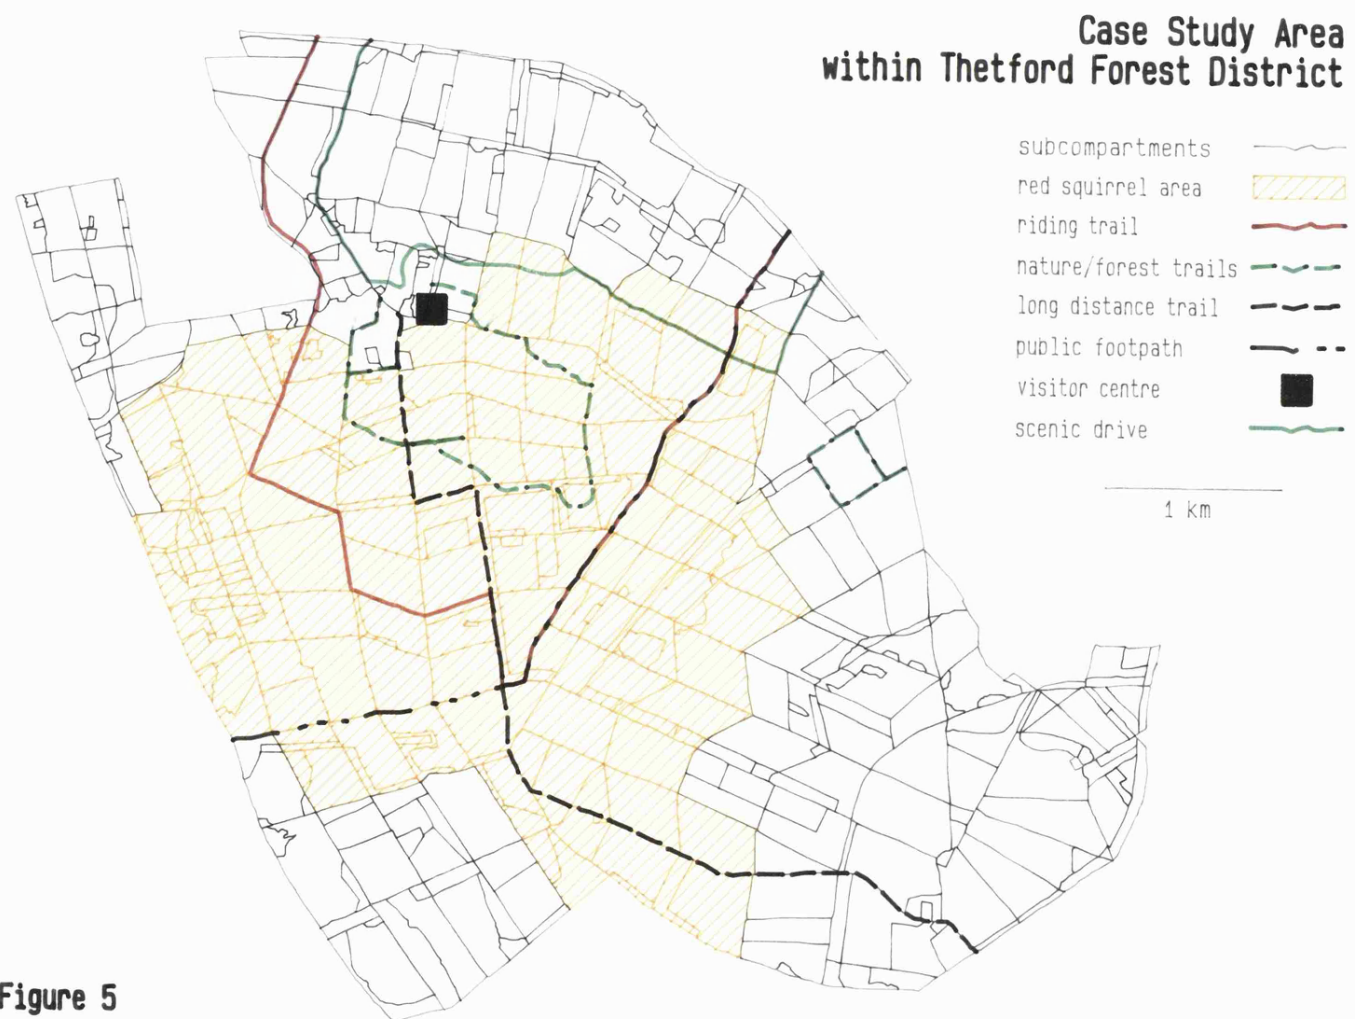 Case Study Area
within Thetford Forest District
subcompartments
red squirrel area
riding trail
nature/forest trails
long distance trail
public footpath
visitor centre
scenic drive
1 km
Figure 5